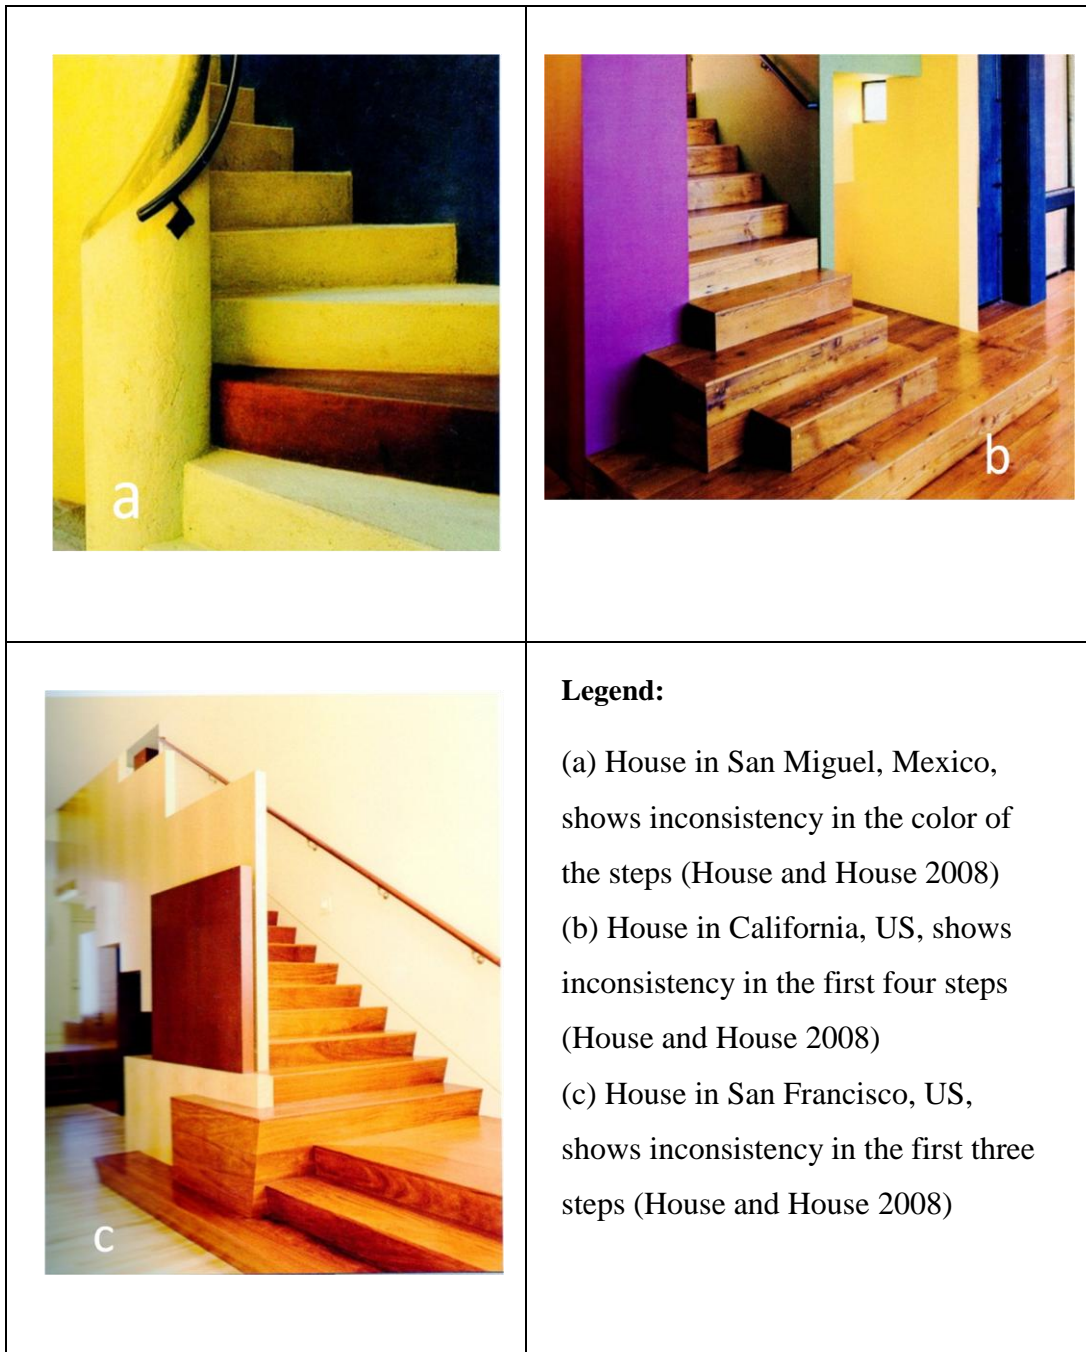 a
b
c
Legend:
(a) House in San Miguel, Mexico,
shows inconsistency in the color of
the steps (House and House 2008)
(b) House in California, US, shows
inconsistency in the first four steps
(House and House 2008)
(c) House in San Francisco, US,
shows inconsistency in the first three
steps (House and House 2008)